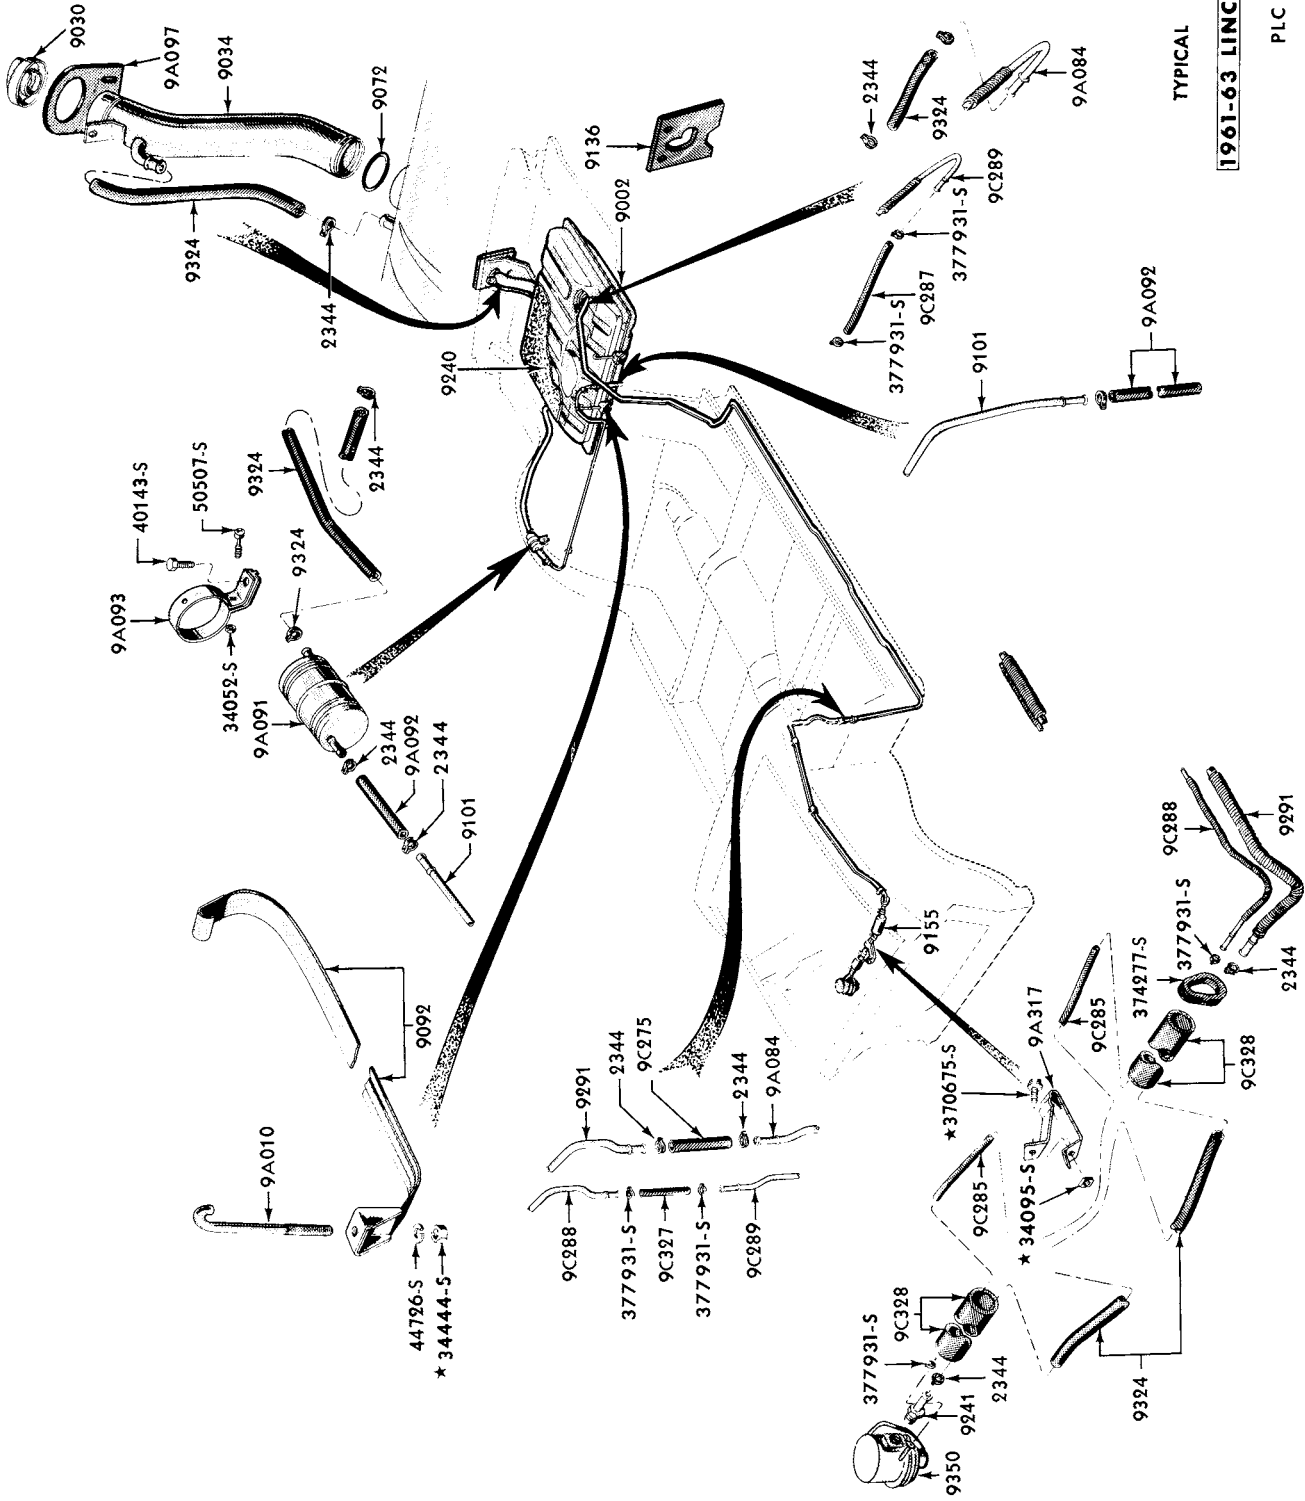 9030
9A097
9034
9072
9324
2344
9136
9002
9240
2344
9324
9A084
9C289
377931-S
9C287
377931-S
9A092
9101
40143-S
50507-S
9A093
34052-S
9324
9324
2344
9A091
2344
9A092
2344
9101
9092
9A010
44726-S
★34444-S
9155
9291
2344
9C275
2344
9A084
9C288
377931-S
9C327
377931-S
9C289
★370675-S
9A317
9C285
9C285
★34095-S
9C288
9291
377931-S
374277-S
2344
9C328
9C328
377931-S
2344
9241
9350
9324
TYPICAL
1961-63 LINC
PLC